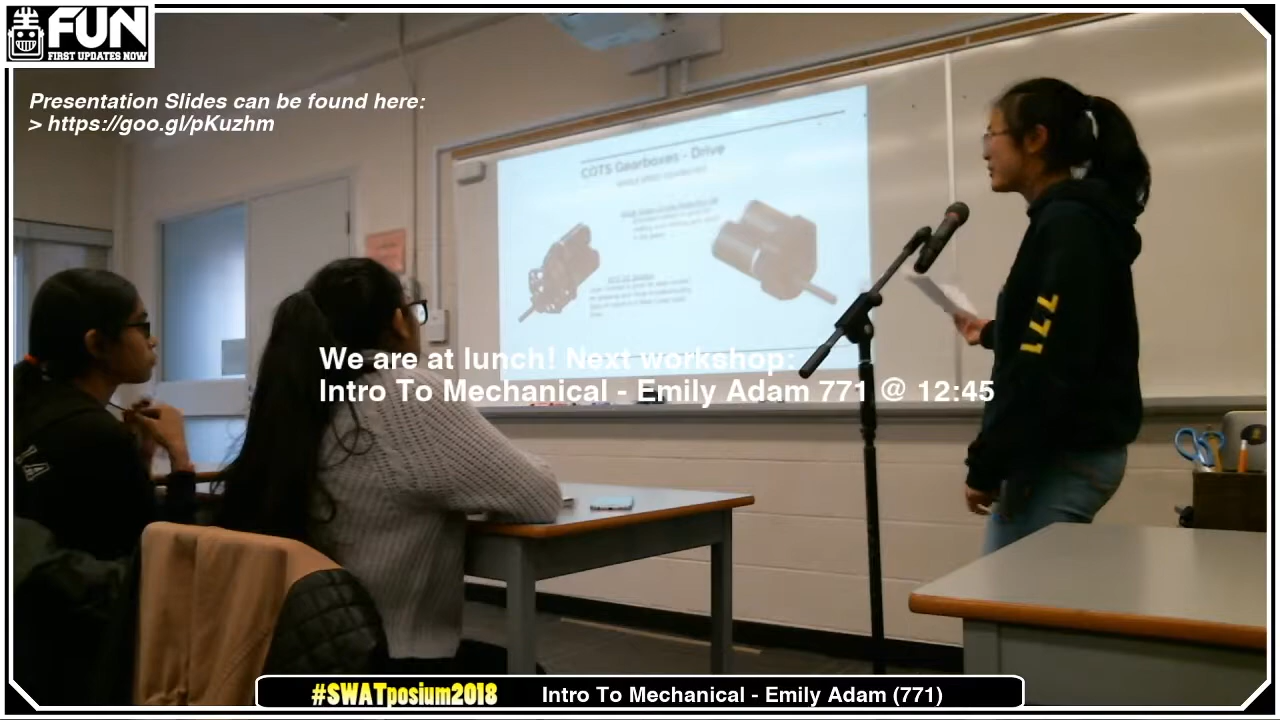 FUN
FIRST UPDATES NOW
Presentation Slides can be found here:
> https://goo.gl/pKuzhm
COTS Gearboxes - Drive
771
We are at lunch! Next workshop:
Intro To Mechanical - Emily Adam 771 @ 12:45
#SWATposium2018
Intro To Mechanical - Emily Adam (771)